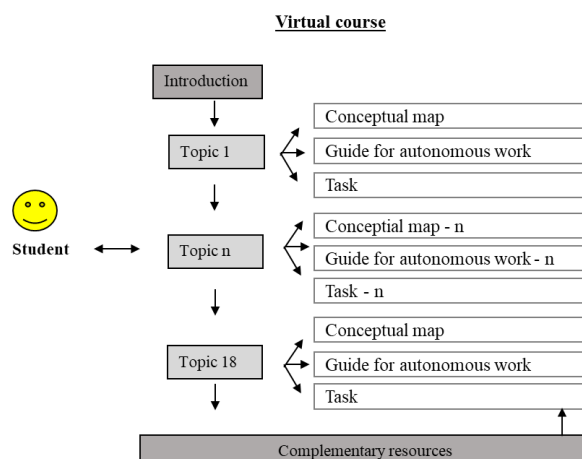 Virtual course
Introduction
Topic 1
Conceptual map
Guide for autonomous work
Task
Student
Topic n
Conceptial map - n
Guide for autonomous work - n
Task - n
Topic 18
Conceptual map
Guide for autonomous work
Task
Complementary resources